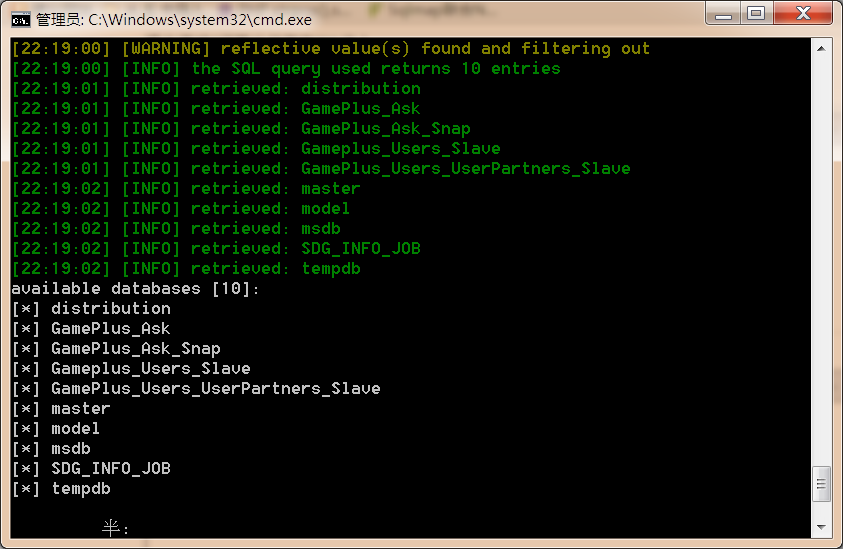 管理员: C:\Windows\system32\cmd.exe
[22:19:00] [WARNING] reflective value(s) found and filtering out
[22:19:00] [INFO] the SQL query used returns 10 entries
[22:19:01] [INFO] retrieved: distribution
[22:19:01] [INFO] retrieved: GamePlus_Ask
[22:19:01] [INFO] retrieved: GamePlus_Ask_Snap
[22:19:01] [INFO] retrieved: Gameplus_Users_Slave
[22:19:01] [INFO] retrieved: GamePlus_Users_UserPartners_Slave
[22:19:02] [INFO] retrieved: master
[22:19:02] [INFO] retrieved: model
[22:19:02] [INFO] retrieved: msdb
[22:19:02] [INFO] retrieved: SDG_INFO_JOB
[22:19:02] [INFO] retrieved: tempdb
available databases [10]:
[*] distribution
[*] GamePlus_Ask
[*] GamePlus_Ask_Snap
[*] Gameplus_Users_Slave
[*] GamePlus_Users_UserPartners_Slave
[*] master
[*] model
[*] msdb
[*] SDG_INFO_JOB
[*] tempdb
半: